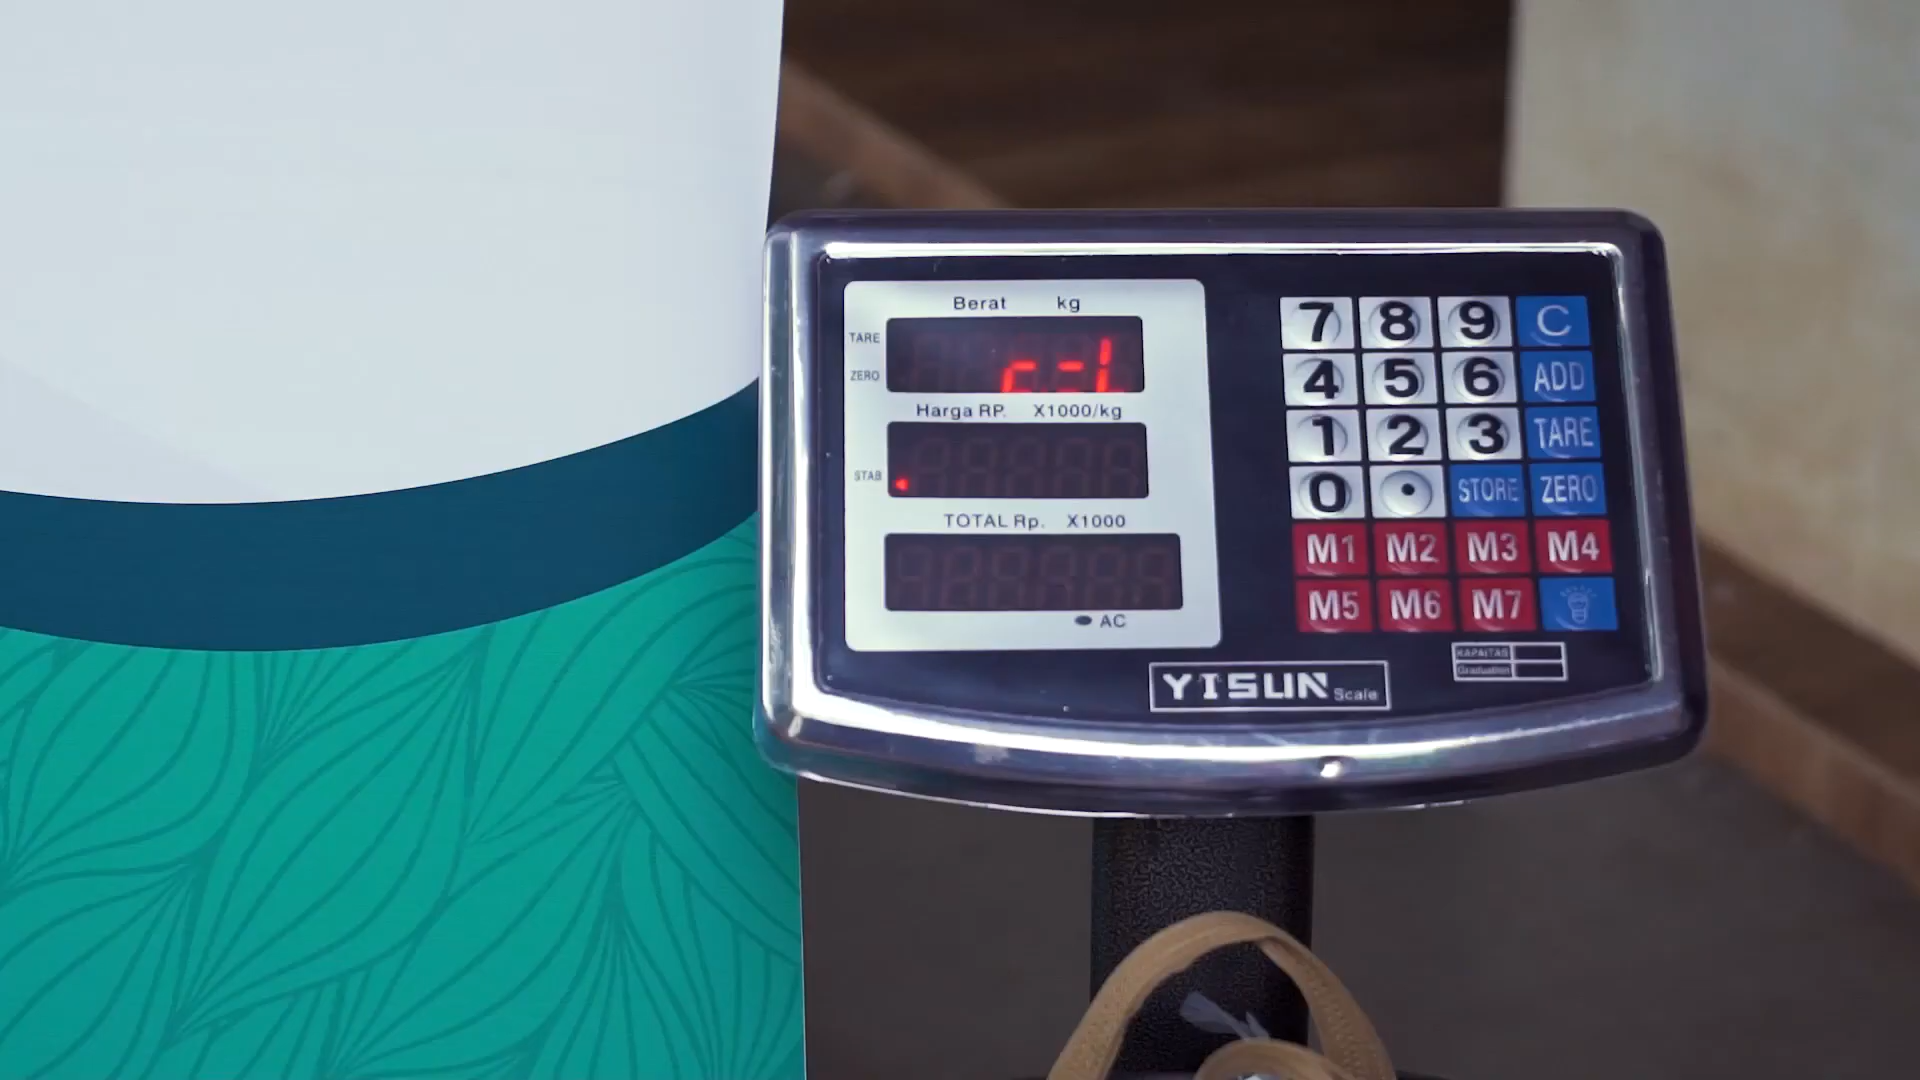 Berat kg
TARE
ZERO
Harga RP. X1000/kg
STAB
TOTAL Rp. X1000
AC
7 8 9 C
4 5 6 ADD
1 2 3 TARE
0 . STORE ZERO
M1 M2 M3 M4
M5 M6 M7
KAPAITAS
Graduation
YISUN Scale